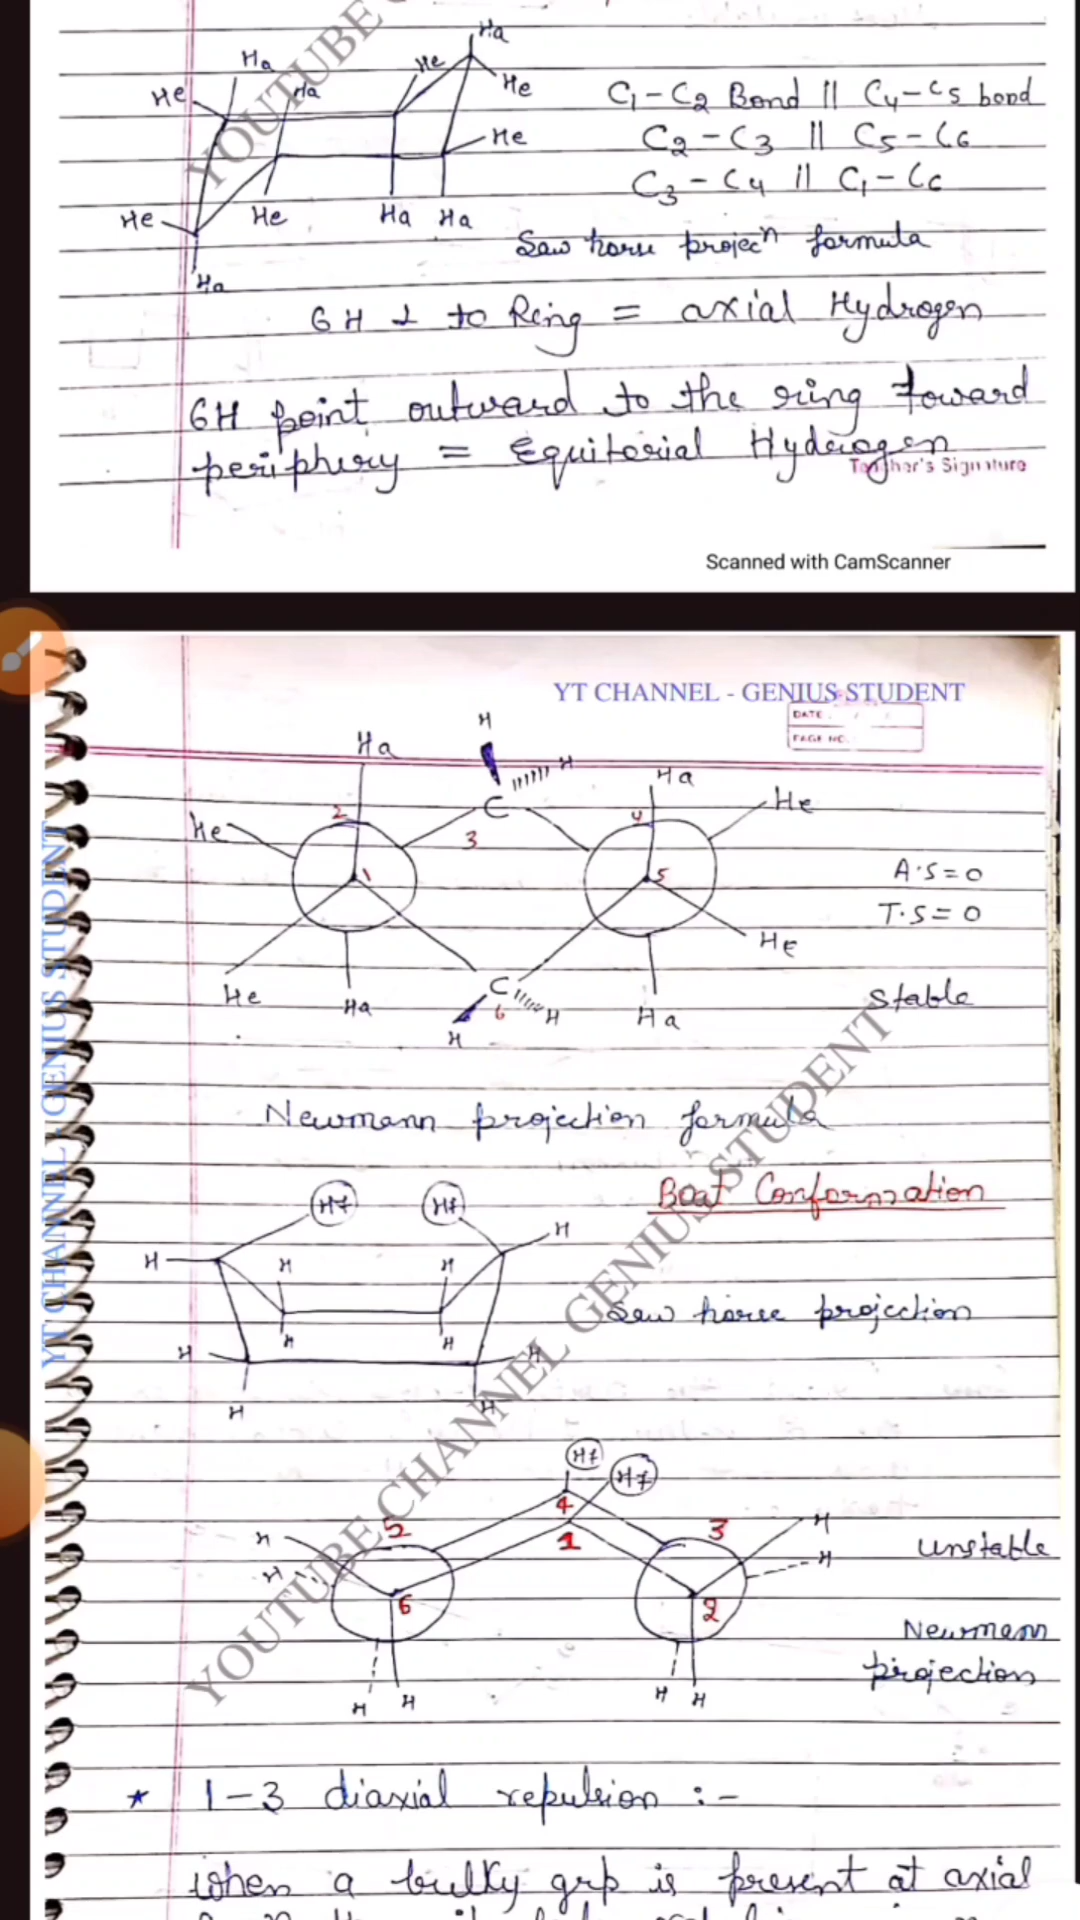 YOUTUBE C
Ha
Ha He
He Ha He
C₁-C₂ Bond || C₄-C₅ bond
He
C₂-C₃ || C₅-C₆
C₃-C₄ || C₁-C₆
He He Ha Ha
Saw horse projecⁿ formula
Ha
6H ⊥ to Ring = axial Hydrogen
6H point outward to the ring toward
periphery = Equitorial Hydrogen
Teacher's Signature
Scanned with CamScanner
YT CHANNEL - GENIUS STUDENT
DATE
PAGE NO.
H
Ha H Ha
He 2 C 4 He
3
1 5 A.S=0
T.S=0
He
He Ha C H Ha
6
H
Stable
Newmann projection formula
Boat Conformation
Hf Hf
H H
H H
Saw horse projection
H H
H H
H H
Hf
Hf
4
5 1 3 H
H H
H 6 2
unstable
Newmann
projection
H H H H
YT CHANNEL - GENIUS STUDENT
YT CHANNEL - GENIUS STUDENT
YOUTUBE CHANNEL GENIUS STUDENT
* 1-3 diaxial repulsion :-
when a bulky grp is present at axial